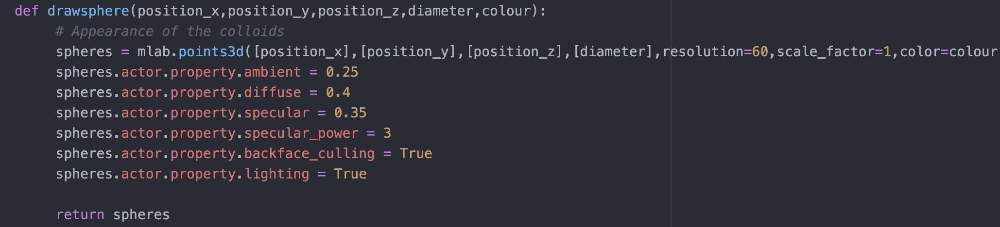 def drawsphere(position_x,position_y,position_z,diameter,colour):
# Appearance of the colloids
spheres = mlab.points3d([position_x],[position_y],[position_z],[diameter],resolution=60,scale_factor=1,color=colour
spheres.actor.property.ambient = 0.25
spheres.actor.property.diffuse = 0.4
spheres.actor.property.specular = 0.35
spheres.actor.property.specular_power = 3
spheres.actor.property.backface_culling = True
spheres.actor.property.lighting = True
return spheres